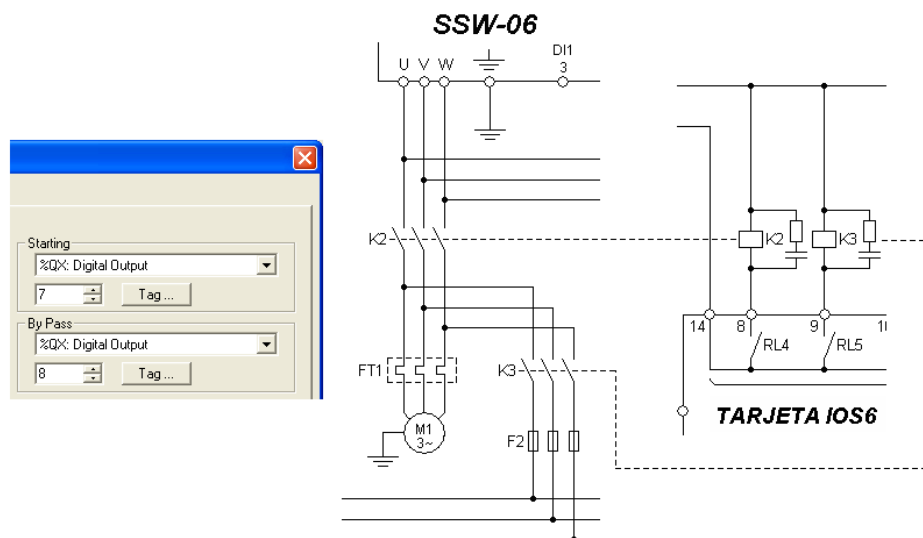 Starting
%QX: Digital Output
7
Tag ...
By Pass
%QX: Digital Output
8
Tag ...
SSW-06
U V W
DI1
3
K2
FT1
M1
3~
K3
F2
K2
K3
14
8
9
RL4
RL5
TARJETA IOS6